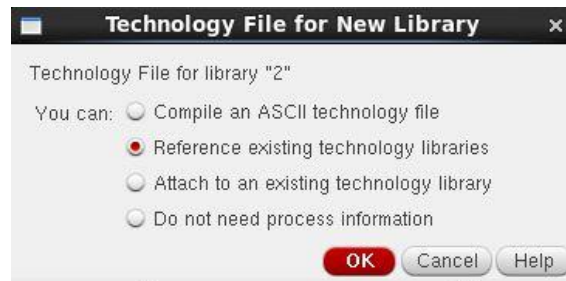 Technology File for New Library
Technology File for library "2"
You can: Compile an ASCII technology file
Reference existing technology libraries
Attach to an existing technology library
Do not need process information
OK Cancel Help